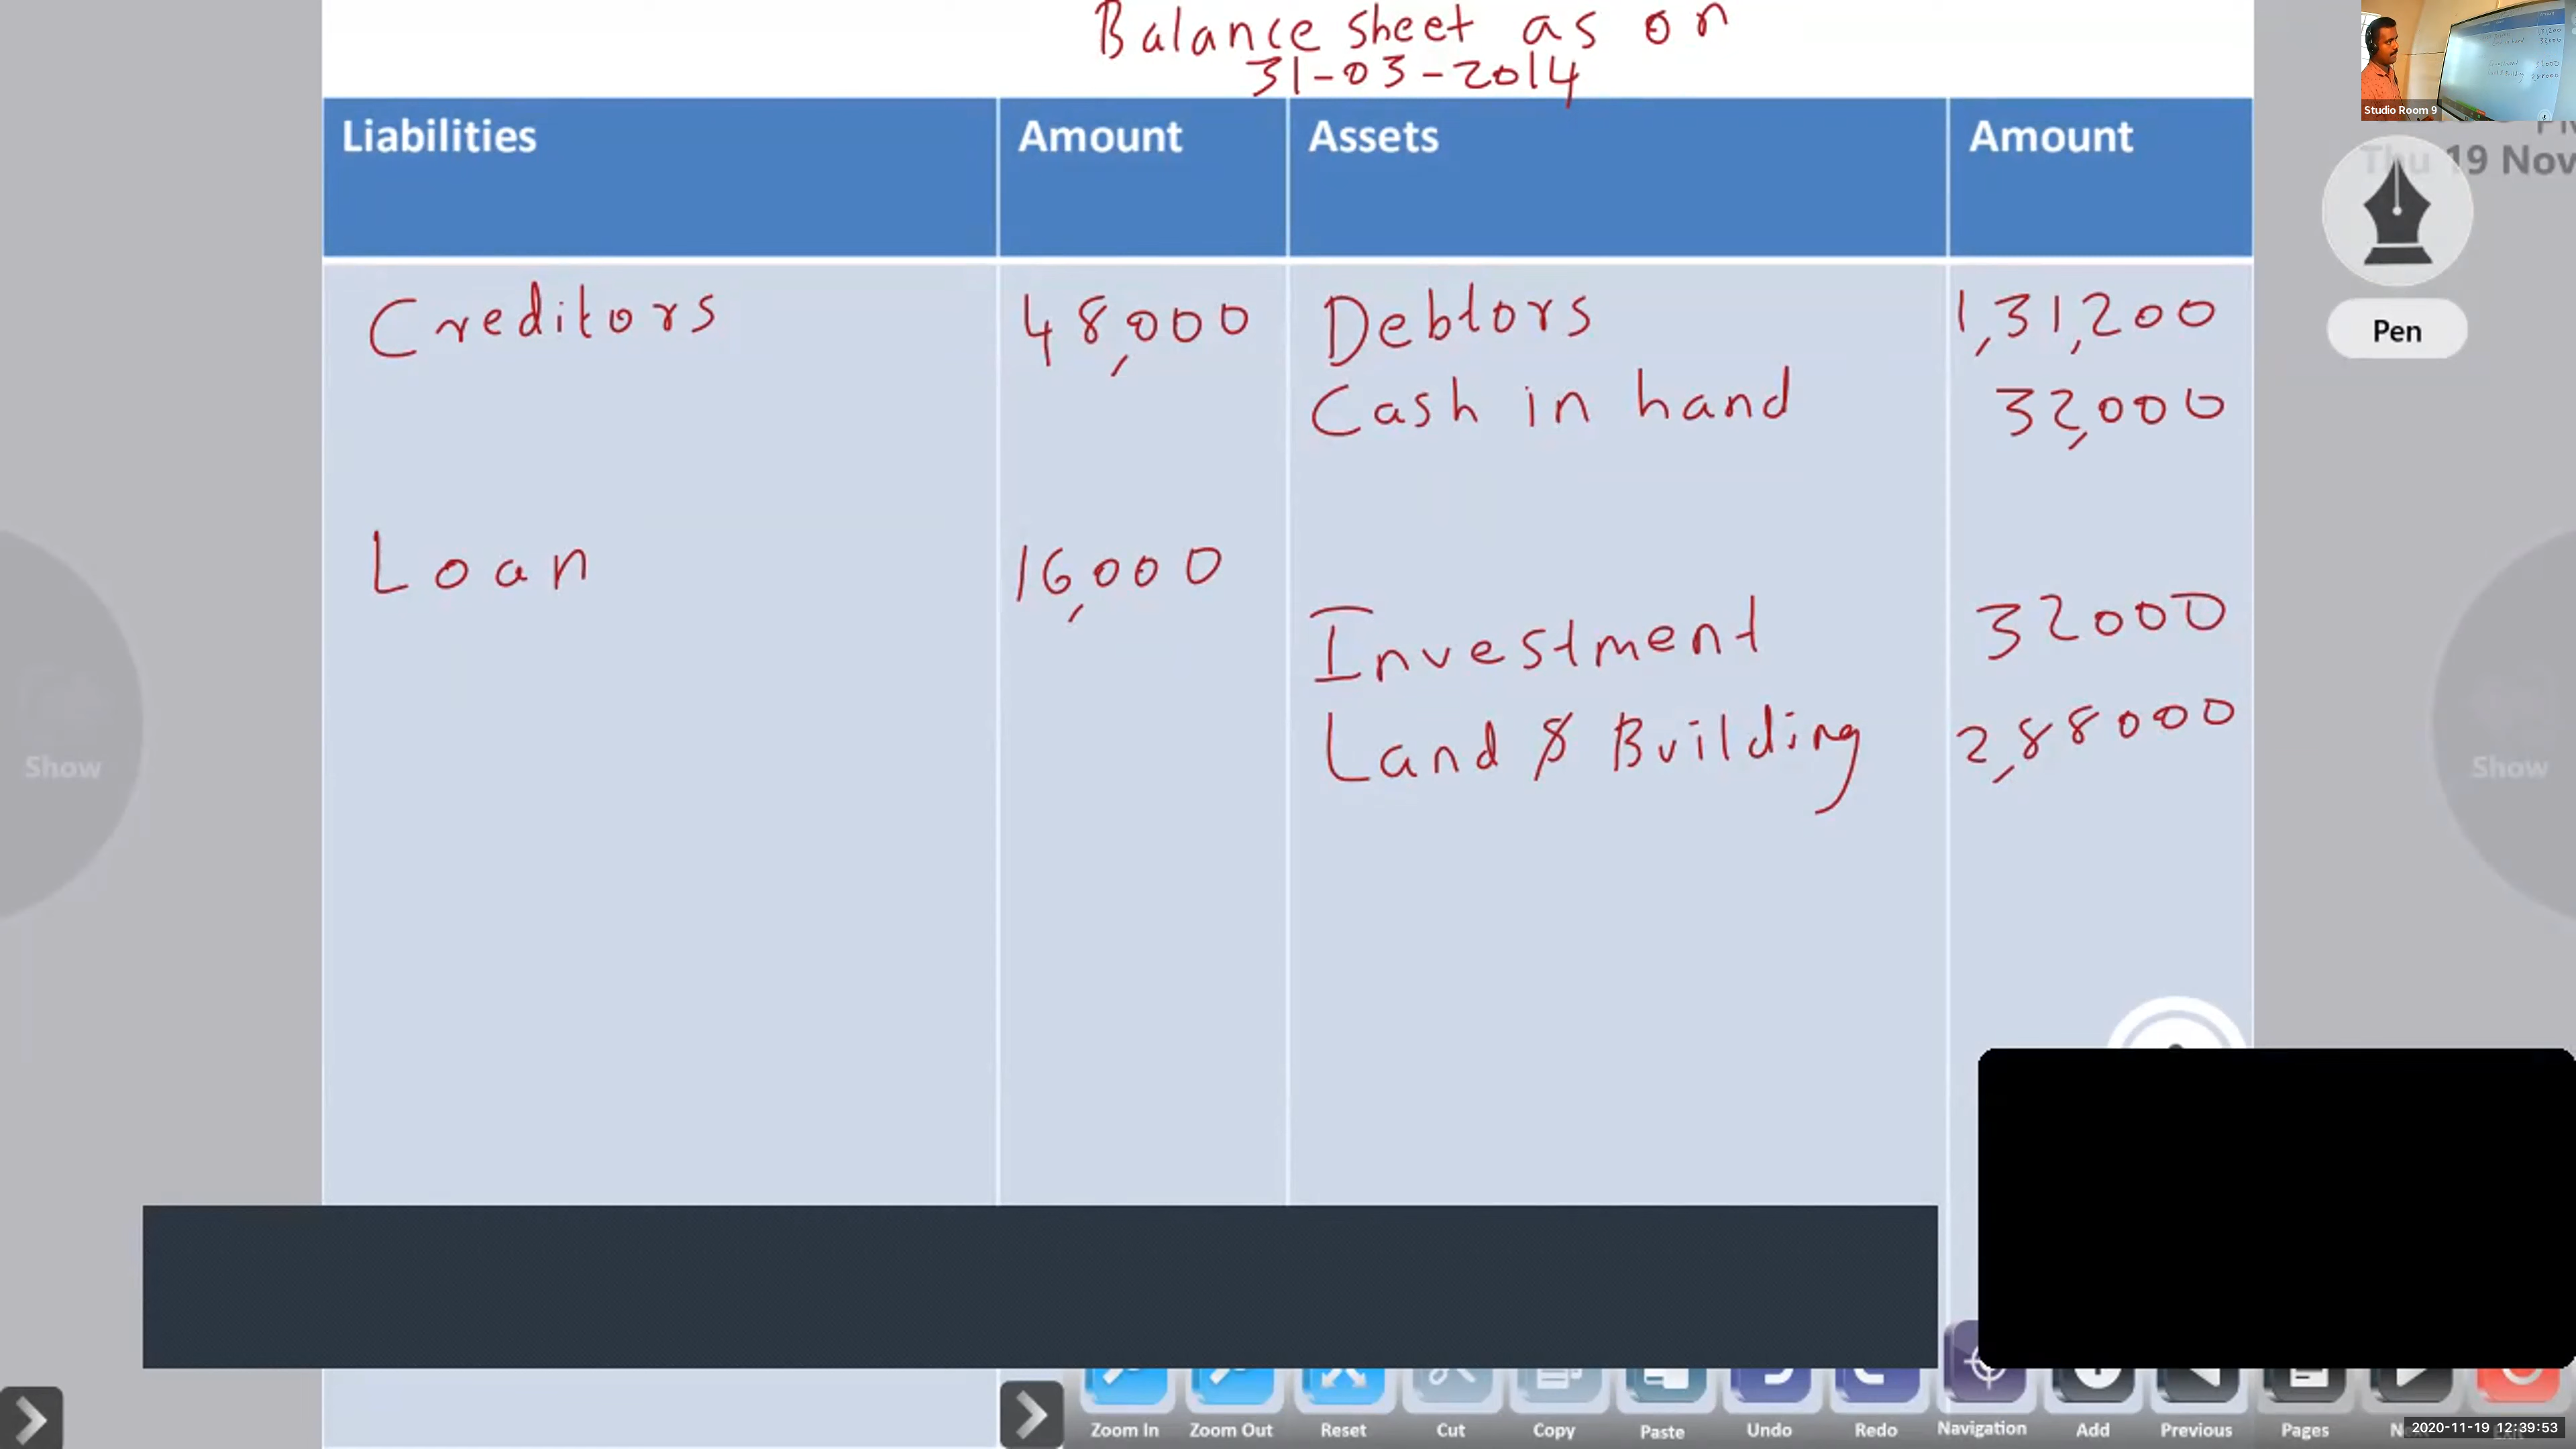 Balance sheet as on
31-03-2014
Studio Room 9
Thu 19 Nov
Liabilities Amount Assets Amount
Pen
Creditors 48,000 Debtors 1,31,200
Cash in hand 32,000
Loan 16,000
Investment 32000
Land & Building 2,88000
Show Show
Zoom In Zoom Out Reset Cut Copy Paste Undo Redo Navigation Add Previous Pages
2020-11-19 12:39:53